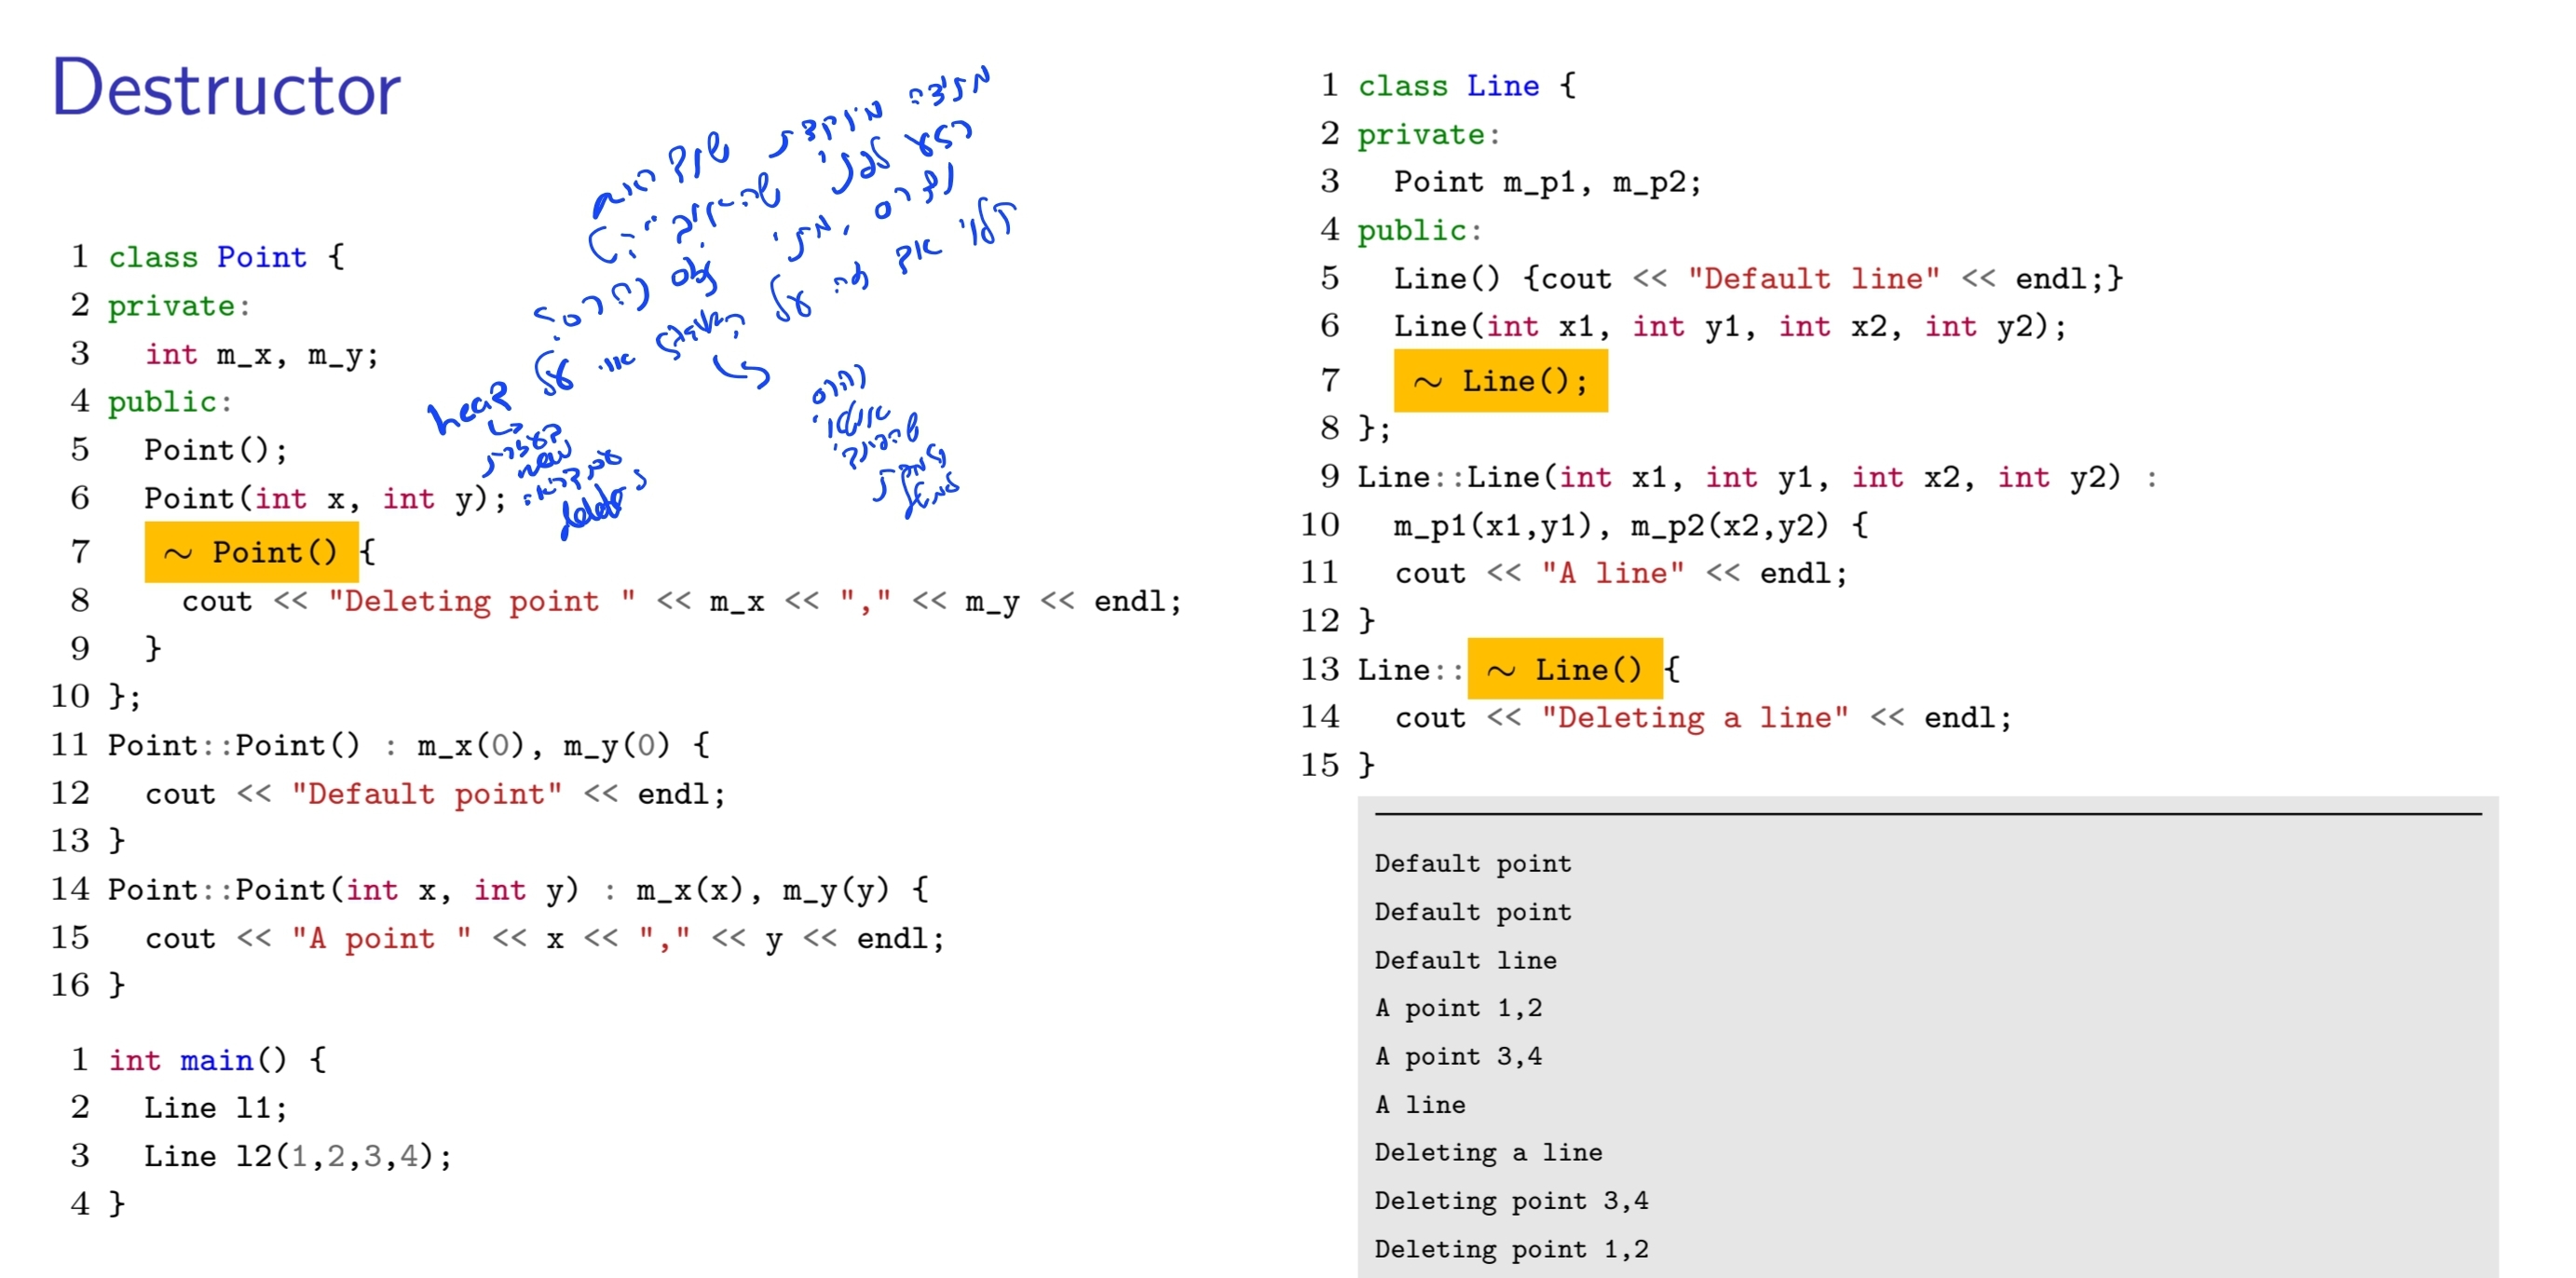 Destructor
1 class Point {
2 private:
3 int m_x, m_y;
4 public:
5 Point();
6 Point(int x, int y);
7 ~ Point() {
8 cout << "Deleting point " << m_x << "," << m_y << endl;
9 }
10 };
11 Point::Point() : m_x(0), m_y(0) {
12 cout << "Default point" << endl;
13 }
14 Point::Point(int x, int y) : m_x(x), m_y(y) {
15 cout << "A point " << x << "," << y << endl;
16 }
1 int main() {
2 Line l1;
3 Line l2(1,2,3,4);
4 }
obj
heap
new
delete
1 class Line {
2 private:
3 Point m_p1, m_p2;
4 public:
5 Line() {cout << "Default line" << endl;}
6 Line(int x1, int y1, int x2, int y2);
7 ~ Line();
8 };
9 Line::Line(int x1, int y1, int x2, int y2) :
10 m_p1(x1,y1), m_p2(x2,y2) {
11 cout << "A line" << endl;
12 }
13 Line:: ~ Line() {
14 cout << "Deleting a line" << endl;
15 }
Default point
Default point
Default line
A point 1,2
A point 3,4
A line
Deleting a line
Deleting point 3,4
Deleting point 1,2